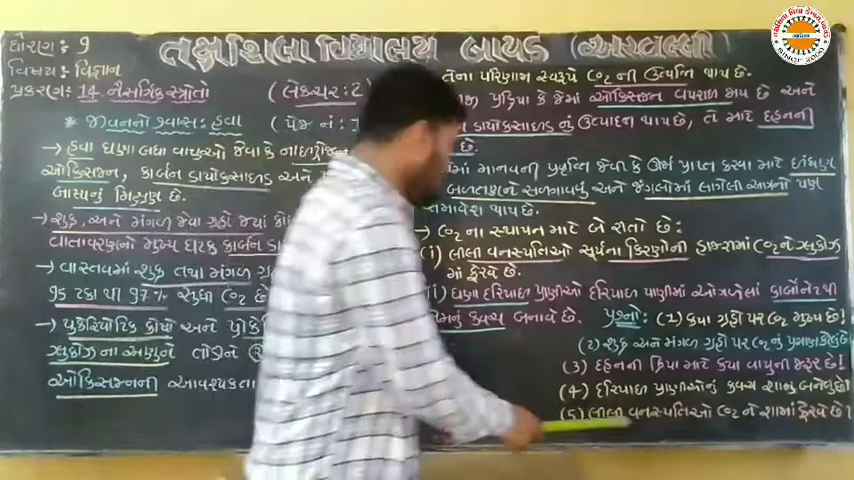 ધોરણ : 9
વિષય : વિજ્ઞાન
પ્રકરણ : 14. નૈસર્ગિક સ્ત્રોતો
તક્ષશિલા વિદ્યાલય બાયડ (અરવલ્લી)
(લેકચર : 2
* જીવનનો શ્વાસ : હવા (પેજ નં :
→ હવા ઘણા બધા વાયુઓ જેવા કે નાઇટ્રોજન
ઓક્સિજન, કાર્બન ડાયોક્સાઇડ અને
બાષ્પનું મિશ્રણ છે.
→ શુક્ર અને મંગળ જેવા ગ્રહો જ્યાં કોઈ
વાતાવરણનો મુખ્ય ઘટક કાર્બન
→ વાસ્તવમાં શુક્ર તથા મંગળ ગ્ર
95 ટકા થી 97% સુધી CO₂ છે
→ યુકેરિયોટિક કોષો અને પ્રોકે
ગ્લુકોઝના અણુને તોડીને
ઓક્સિજનની આવશ્યકતા
તેના પરિણામ સ્વરૂપે CO₂ ની ઉત્પત્તિ થાય છે.
જી પ્રક્રિયા કે જેમાં ઓક્સિજન વપરાઇ જાય છે અને
ડાયોક્સાઇડનું ઉત્પાદન થાય છે, તે માટે દહનની
છે.
માં માનવની પ્રવૃત્તિ જેવી કે ઊર્જા પ્રાપ્ત કરવા માટે
બળતણને સળગાવવું અને જંગલોમાં લાગેલી આગનો પણ
સમાવેશ થાય છે.
→ CO₂ ના સ્થાપન માટે બે રીતો છે :
(i) લીલી વનસ્પતિઓ સૂર્યના કિરણોની હાજરીમાં CO₂ ને ગ્લુકોઝ
માં ફેરવે છે.
ઘણા દરિયાઈ પ્રાણીઓ દરિયાઈ પાણીમાં ઓગળેલાં કાર્બોનેટથી
કવચ બનાવે છે.
પ્રશ્નો : (1) કયા ગ્રહો પર CO₂ મુખ્ય છે?
(2) શુક્ર અને મંગળ ગ્રહો પર CO₂ નું પ્રમાણ કેટલું છે?
(3) દહનની ક્રિયા માટે કયા વાયુની જરૂર છે?
(4) દરિયાઈ પ્રાણીઓનું કવચ શાનું બનેલું છે?
(5) લીલી વનસ્પતિઓ CO₂ ને શામાં ફેરવે છે?
SINCE 2000